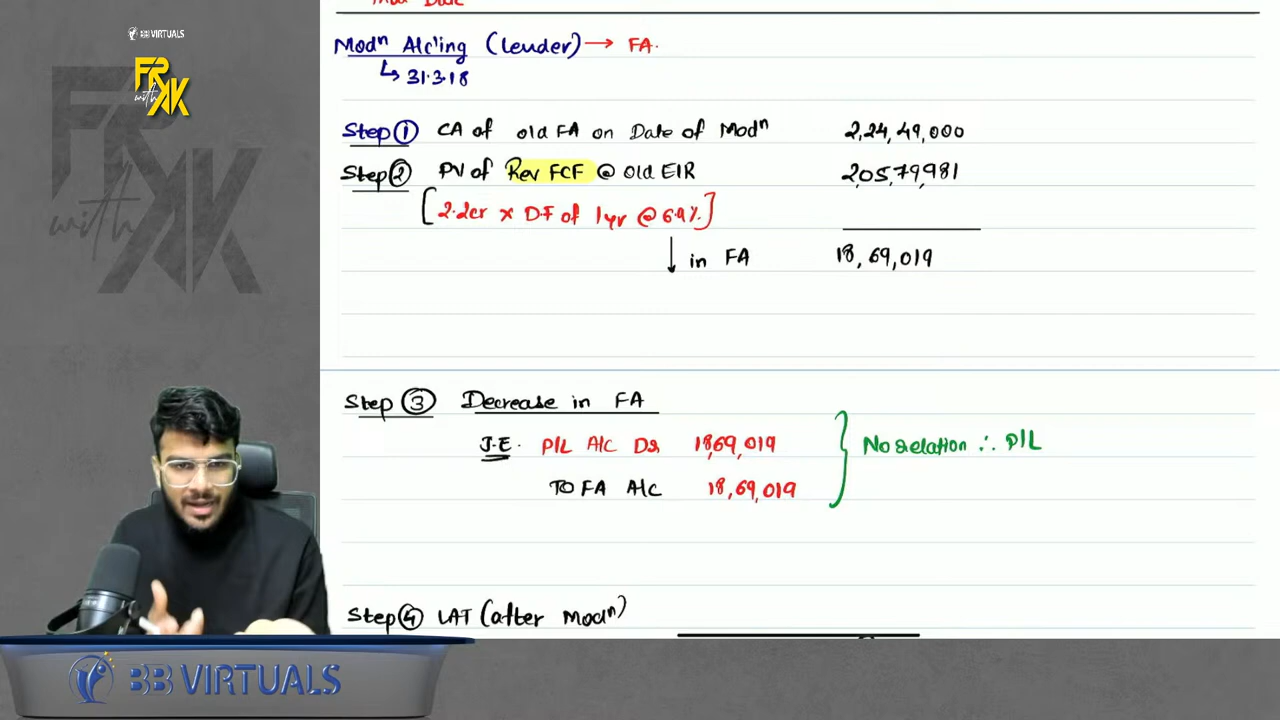 BB VIRTUALS
FR
with
KK
Modⁿ A/c'ing (lender) → FA.
↳ 31.3.18
Step ① CA of old FA on Date of Modⁿ 2,24,49,000
Step ② PV of Rev FCF @ old EIR 2,05,79,981
[2.2cr x D.F of 1yr @ 6.9%]
↓ in FA 18,69,019
Step ③ Decrease in FA
J.E. P/L A/c Dr 18,69,019
TO FA A/c 18,69,019
No relation ∴ P/L
Step ④ LAT (after modⁿ)
BB VIRTUALS